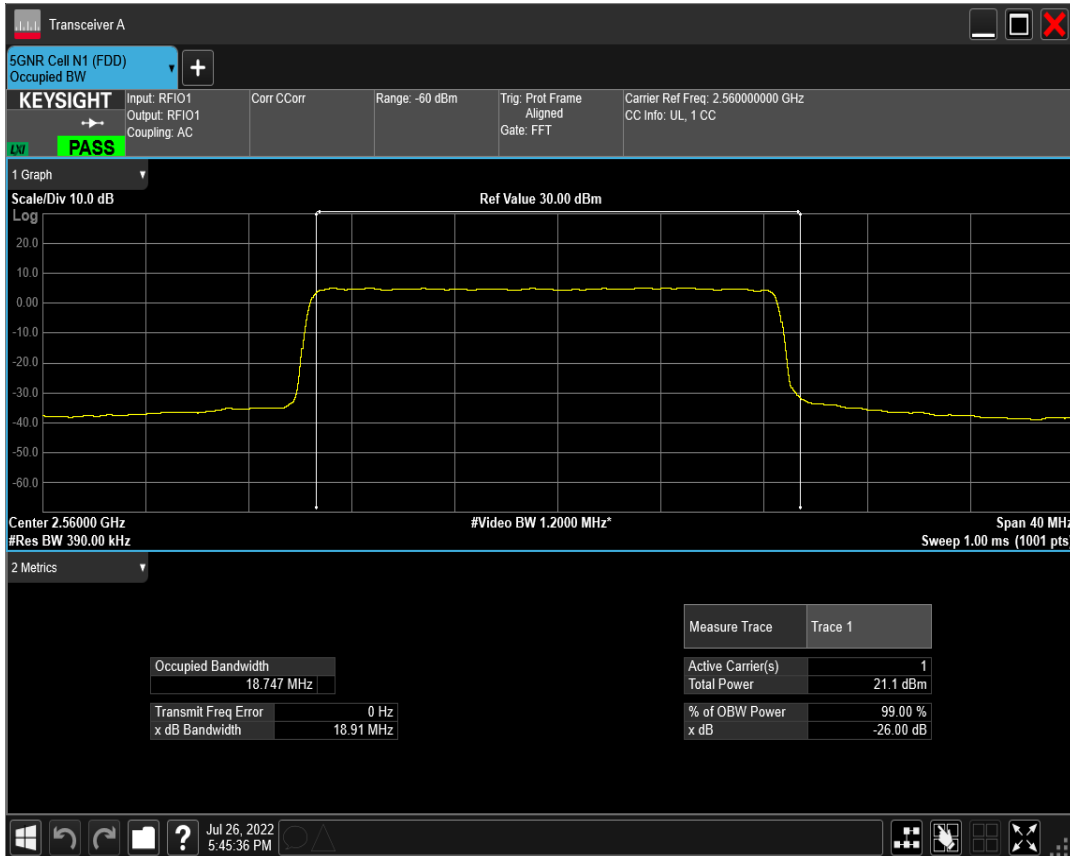 Transceiver A
5GNR Cell N1 (FDD)
Occupied BW
+
KEYSIGHT
LXI
PASS
Input: RFIO1
Output: RFIO1
Coupling: AC
Corr CCorr
Range: -60 dBm
Trig: Prot Frame
Aligned
Gate: FFT
Carrier Ref Freq: 2.560000000 GHz
CC Info: UL, 1 CC
1 Graph
Scale/Div 10.0 dB
Ref Value 30.00 dBm
Log
20.0
10.0
0.00
-10.0
-20.0
-30.0
-40.0
-50.0
-60.0
Center 2.56000 GHz
#Video BW 1.2000 MHz*
Span 40 MHz
#Res BW 390.00 kHz
Sweep 1.00 ms (1001 pts)
2 Metrics
Measure Trace Trace 1
Occupied Bandwidth
18.747 MHz
Active Carrier(s) 1
Total Power 21.1 dBm
Transmit Freq Error 0 Hz
x dB Bandwidth 18.91 MHz
% of OBW Power 99.00 %
x dB -26.00 dB
?
Jul 26, 2022
5:45:36 PM